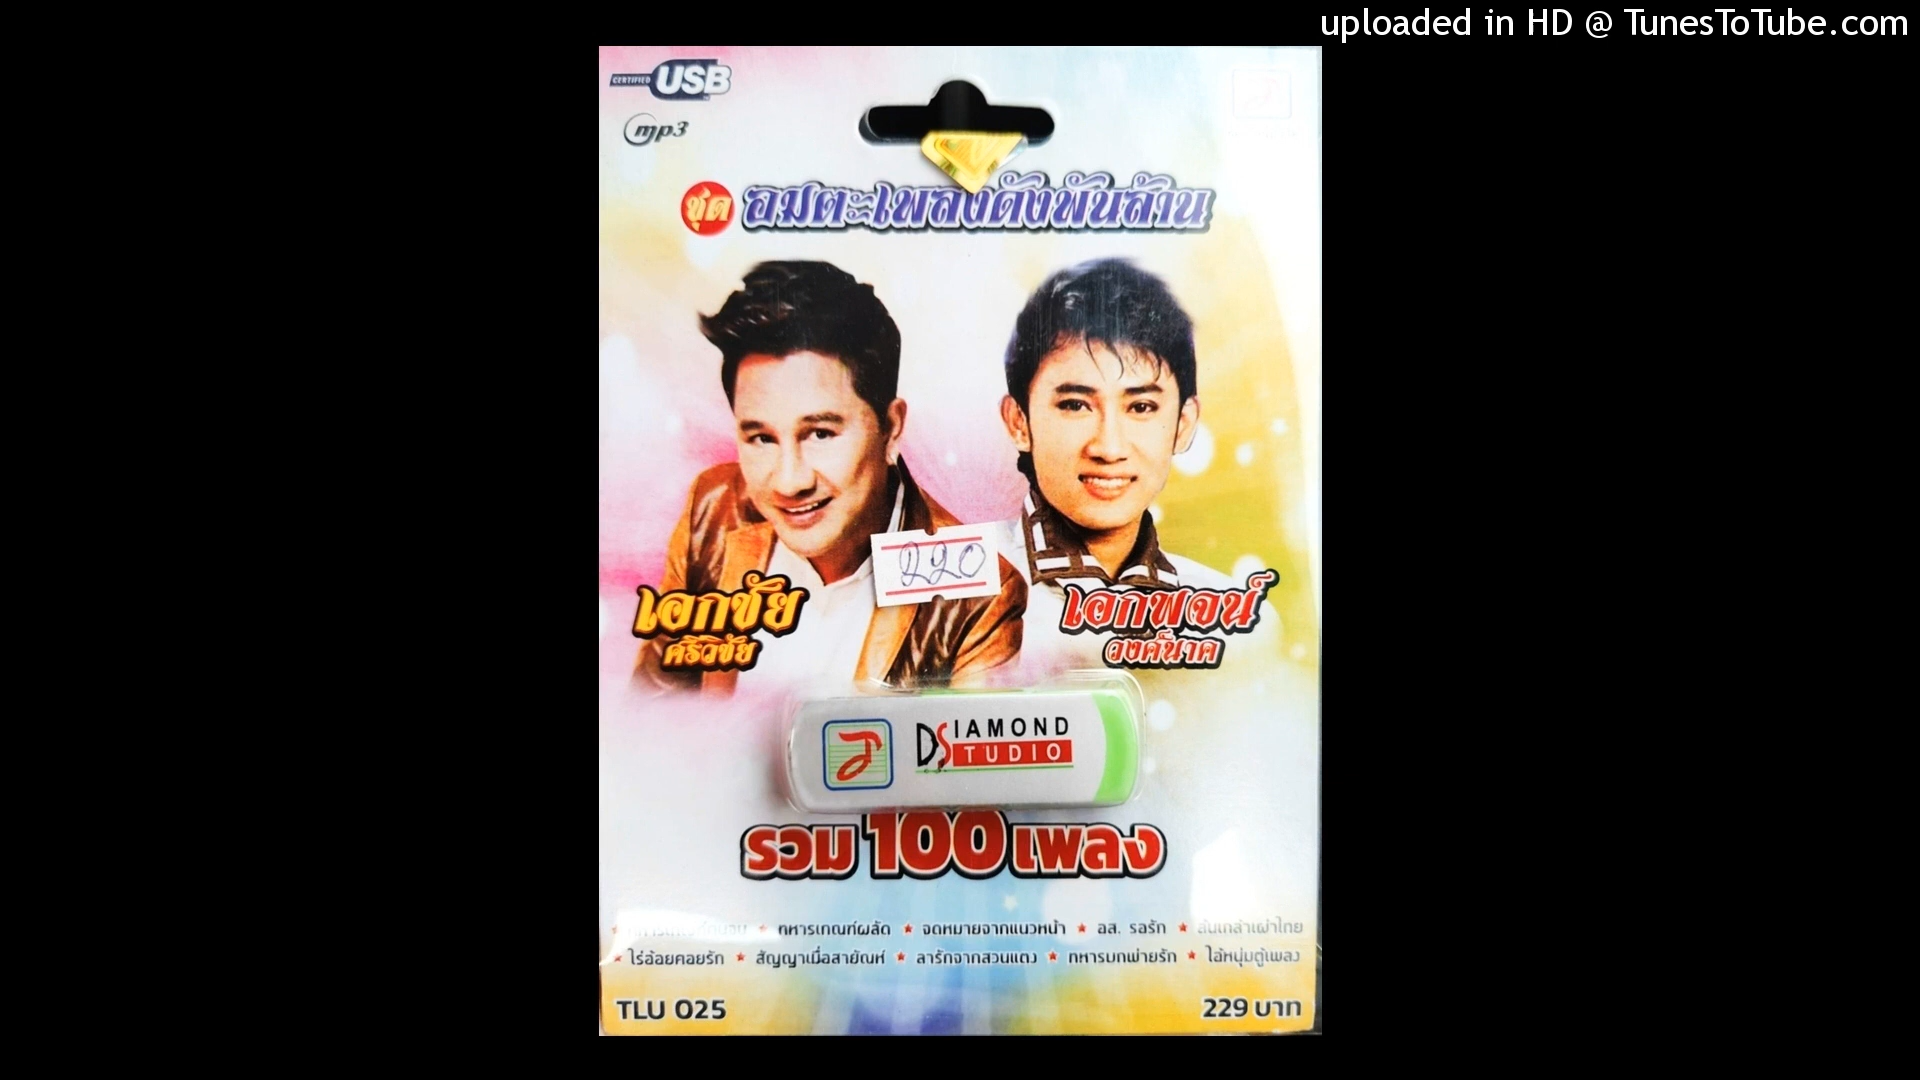 uploaded in HD @ TunesToTube.com
CERTIFIED USB
mp3
ชุด อมตะเพลงดังพันล้าน
220
เอกชัย
ศรีวิชัย
เอกพจน์
วงศ์นาค
DIAMOND
STUDIO
รวม 100 เพลง
★ ทหารเกณฑ์ผลัด ★ จดหมายจากแนวหน้า ★ อส. รอรัก ★ ล้นเกล้าเผ่าไทย
★ ไร่อ้อยคอยรัก ★ สัญญาเมื่อสายัณห์ ★ ลารักจากสวนแตง ★ ทหารบกพ่ายรัก ★ ไอ้หนุ่มตู้เพลง
TLU 025
229 บาท